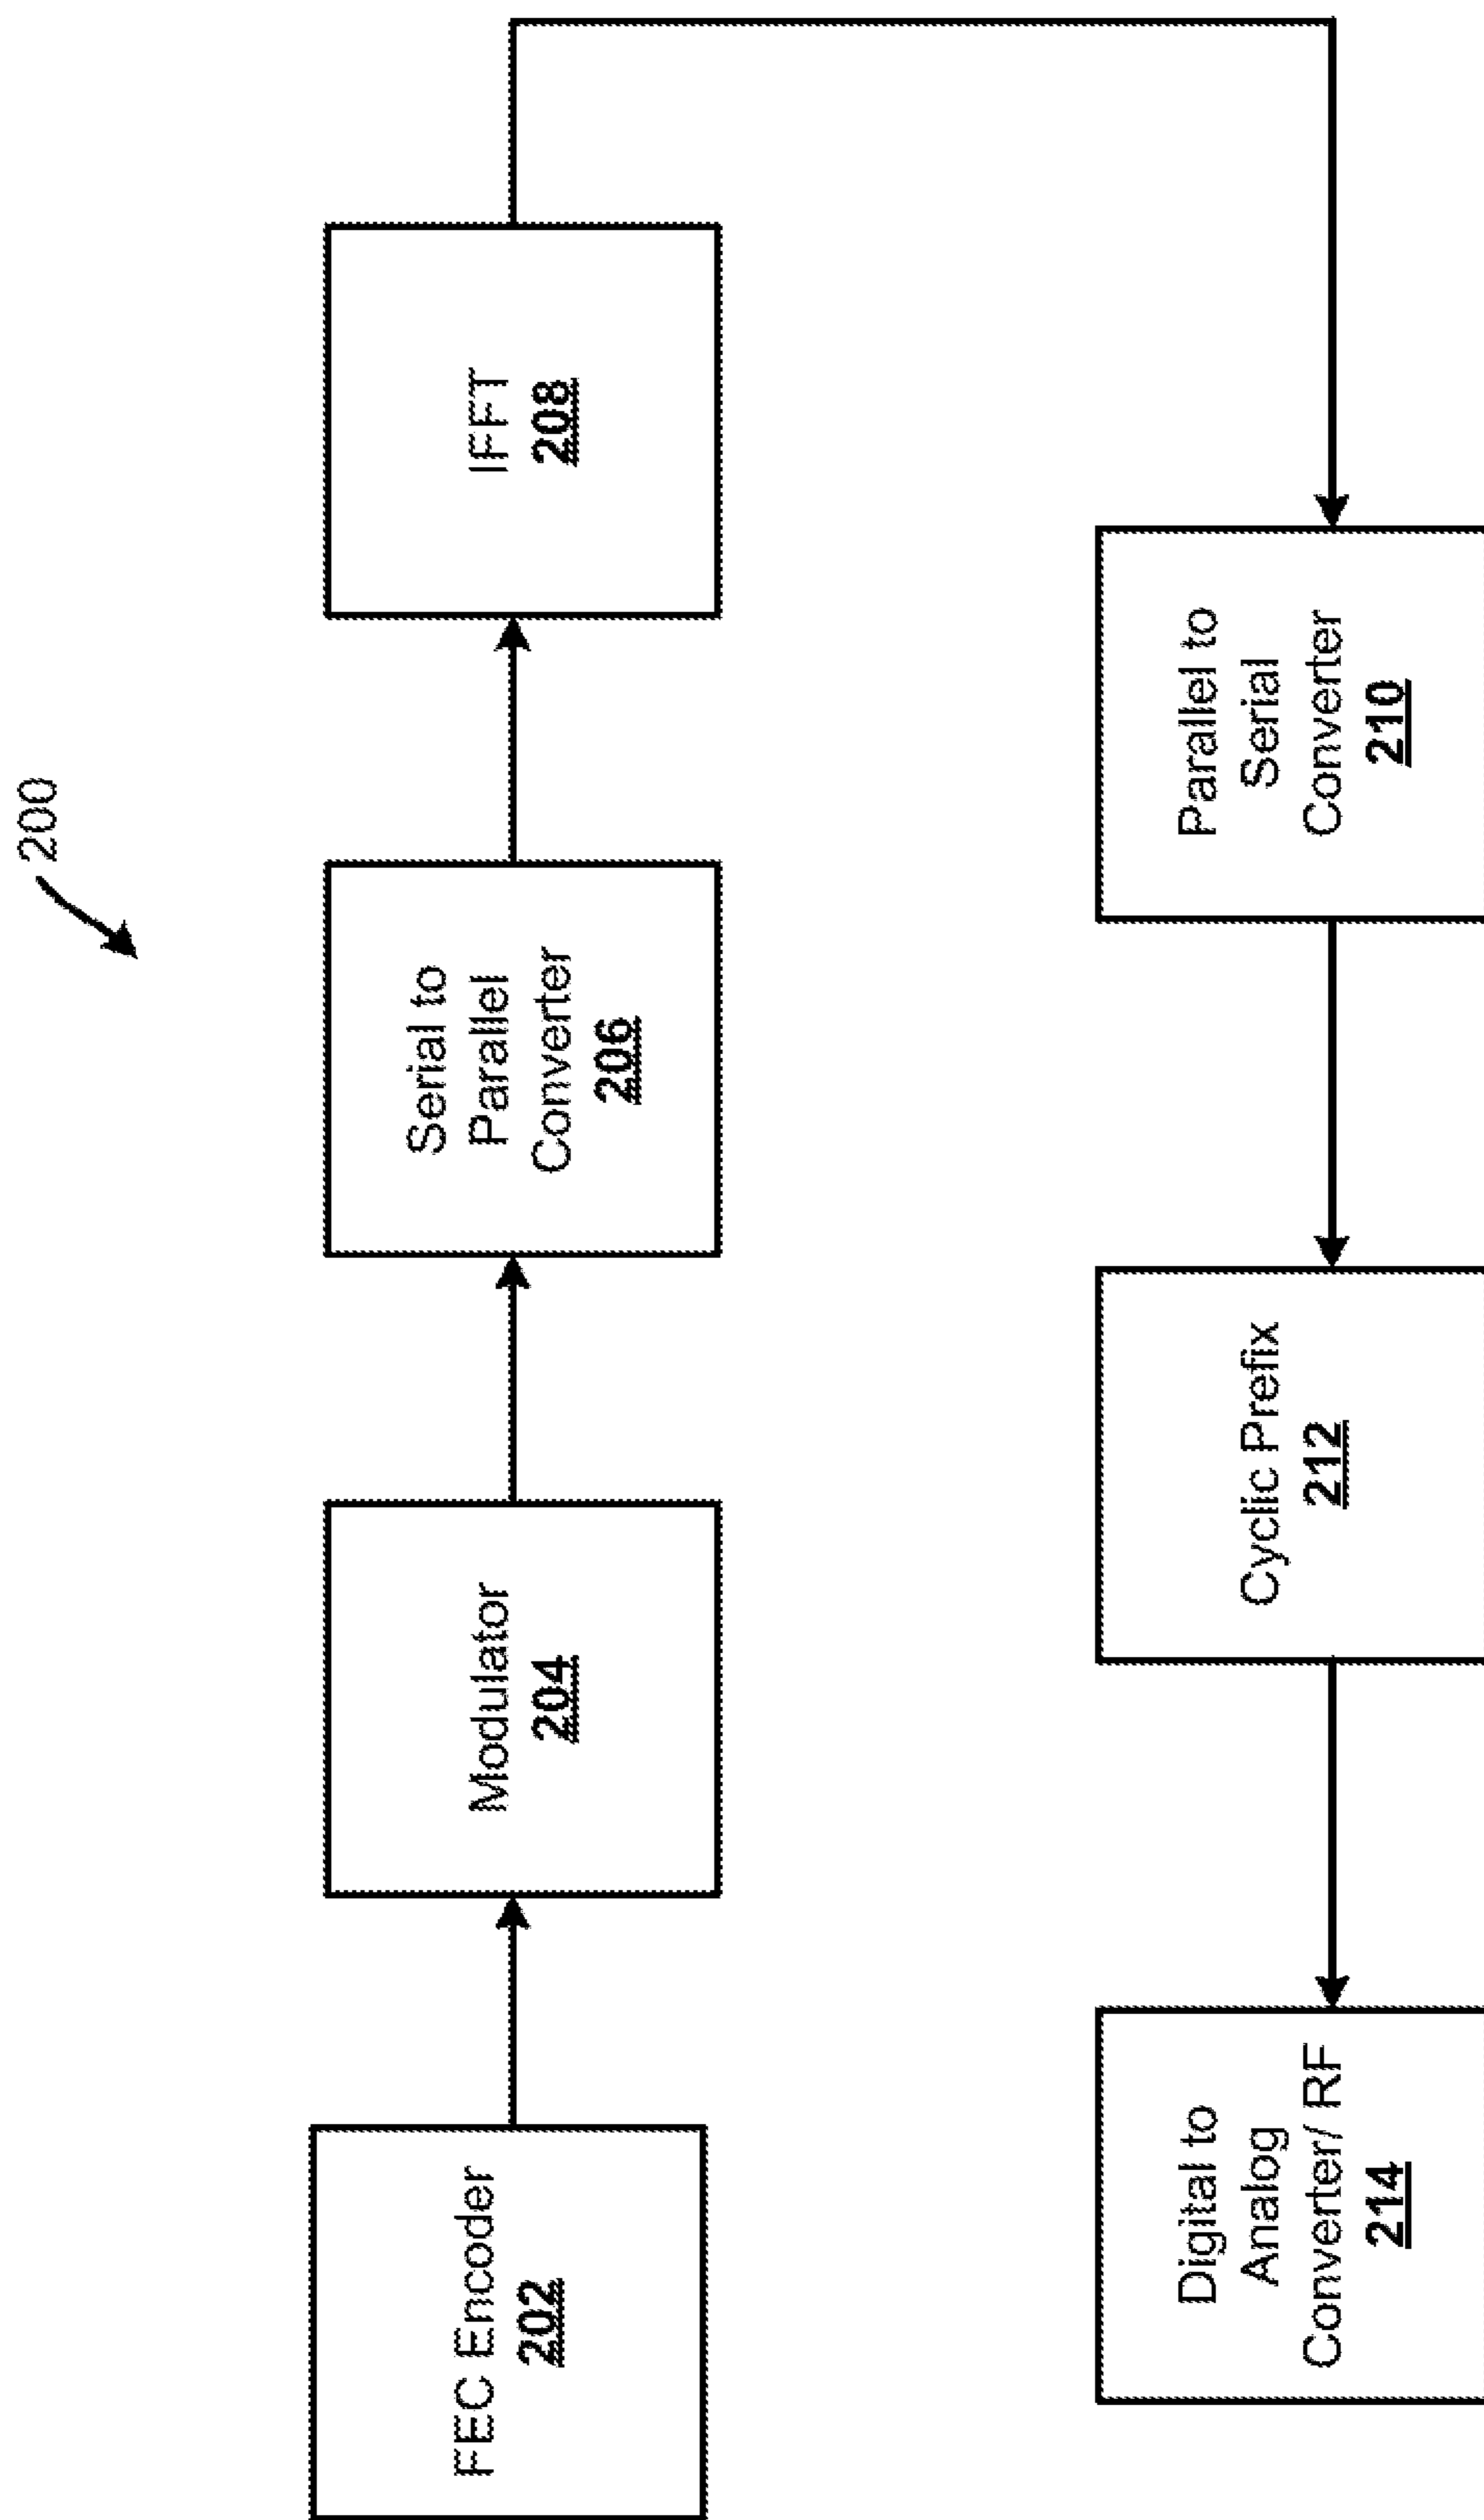 200
FEC Encoder
202
Modulator
204
Serial to
Parallel
Converter
206
IFFT
208
Parallel to
Serial
Converter
210
Cyclic Prefix
212
Digital to
Analog
Converter/ RF
214